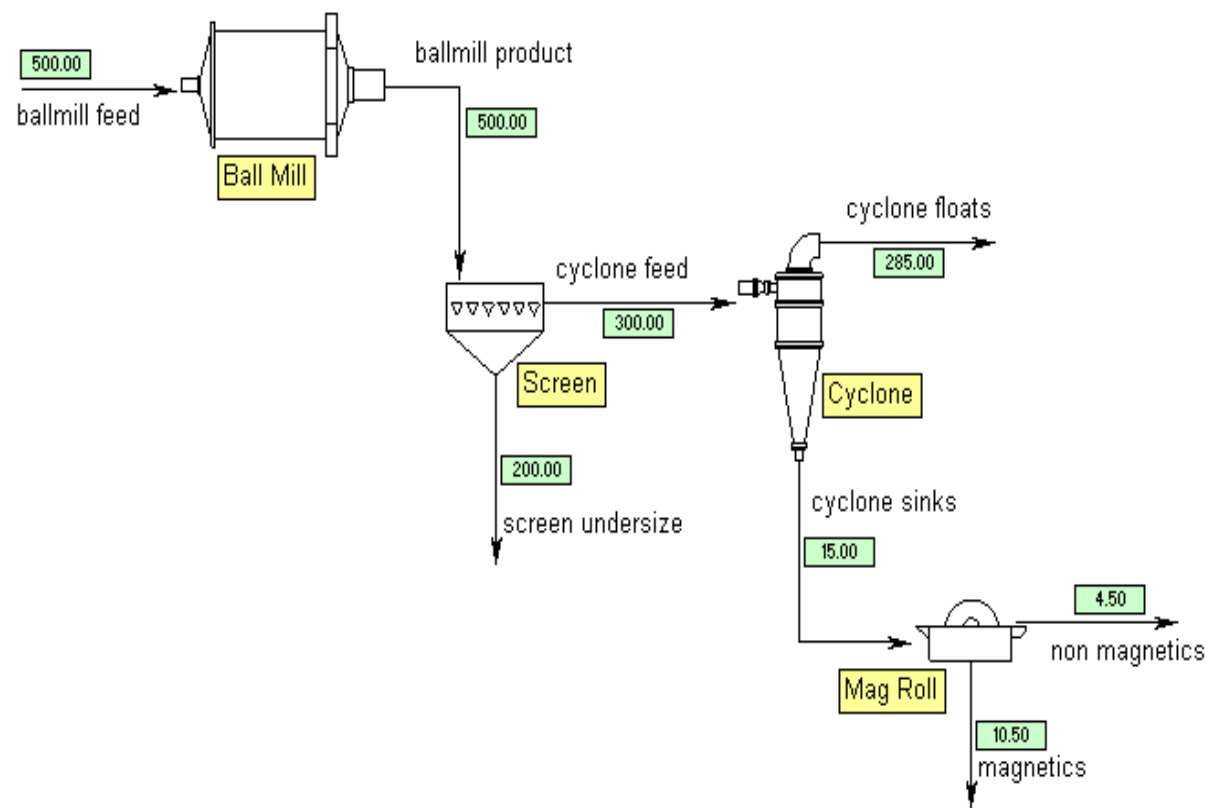 500.00
ballmill feed
Ball Mill
ballmill product
500.00
cyclone floats
285.00
cyclone feed
300.00
Screen
Cyclone
200.00
screen undersize
cyclone sinks
15.00
4.50
non magnetics
Mag Roll
10.50
magnetics